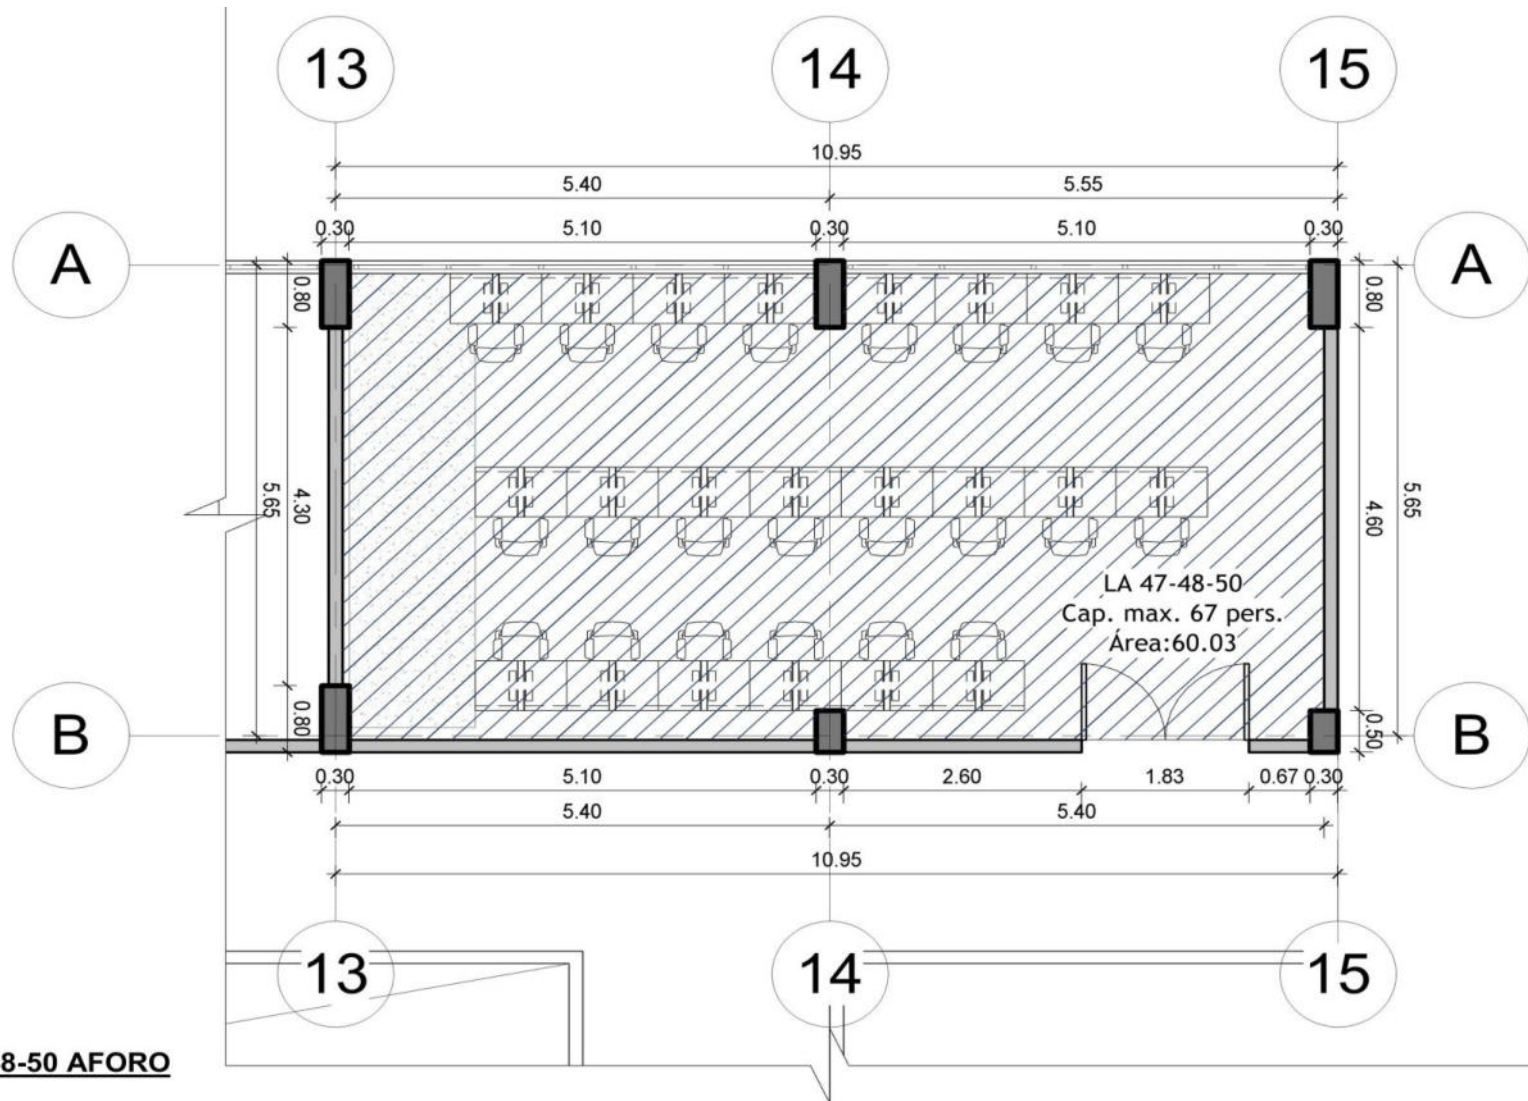 13 14 15
10.95
5.40 5.55
0.30 5.10 0.30 5.10 0.30
A A
0.80 0.80
5.65 4.30 4.60 5.65
LA 47-48-50
Cap. max. 67 pers.
Área:60.03
0.80 0.50
B B
0.30 5.10 0.30 2.60 1.83 0.67 0.30
5.40 5.40
10.95
13 14 15
8-50 AFORO